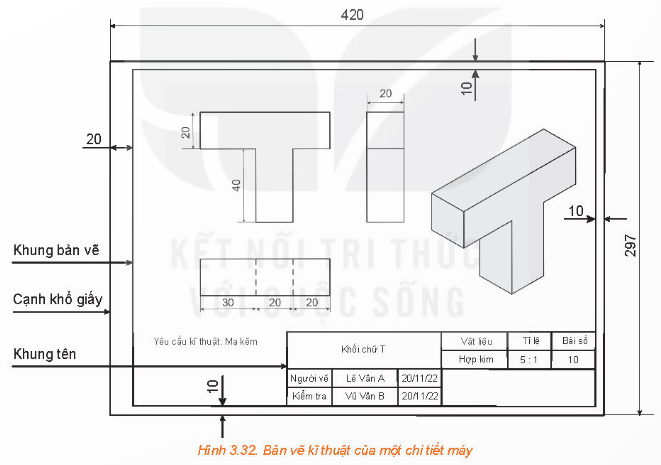 420
10
20
20
20
40
10
297
KẾT NỐI TRI THỨC
VỚI CUỘC SỐNG
Khung bản vẽ
Cạnh khổ giấy
Khung tên
30
20
20
Yêu cầu kĩ thuật: Mạ kẽm
Khối chữ T
Vật liệu
Tỉ lệ
Bài số
Hợp kim
5 : 1
10
Người vẽ
Lê Văn A
20/11/22
Kiểm tra
Vũ Văn B
20/11/22
10
Hình 3.32. Bản vẽ kĩ thuật của một chi tiết máy